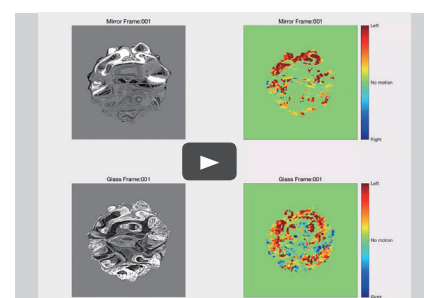 Mirror Frame:001
Mirror Frame:001
Left
No motion
Right
Glass Frame:001
Glass Frame:001
Left
No motion
Right